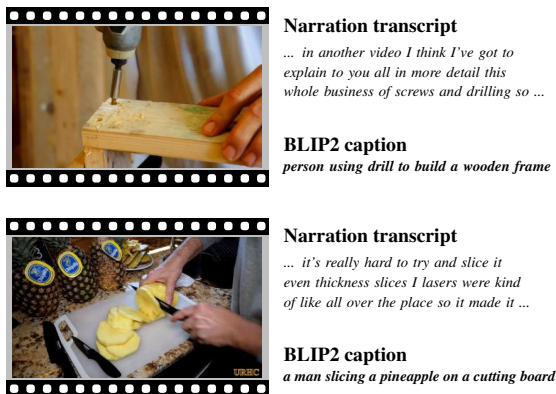 Narration transcript
... in another video I think I've got to
explain to you all in more detail this
whole business of screws and drilling so ...
BLIP2 caption
person using drill to build a wooden frame
Narration transcript
... it's really hard to try and slice it
even thickness slices I lasers were kind
of like all over the place so it made it ...
BLIP2 caption
a man slicing a pineapple on a cutting board
URHC